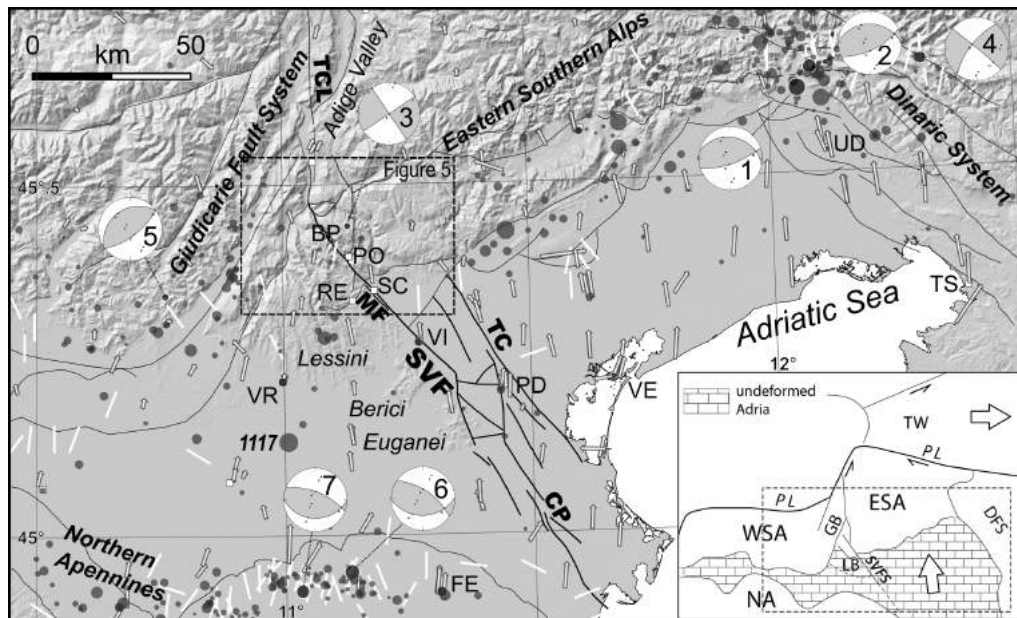 0 50
km
TCL
Adige Valley
Giudicarie Fault System
Eastern Southern Alps
Dinaric System
2
4
3
1
UD
Figure 5
45°5
5
BP
PO
RE
SC
MF
TS
Adriatic Sea
VI
TC
Lessini
SVF
12°
VR
PD
VE
Berici
1117
Euganei
7
6
CP
45°
Northern
Apennines
FE
11°
undeformed
Adria
TW
PL
PL
ESA
WSA
GB
DFS
LB
SVFS
NA